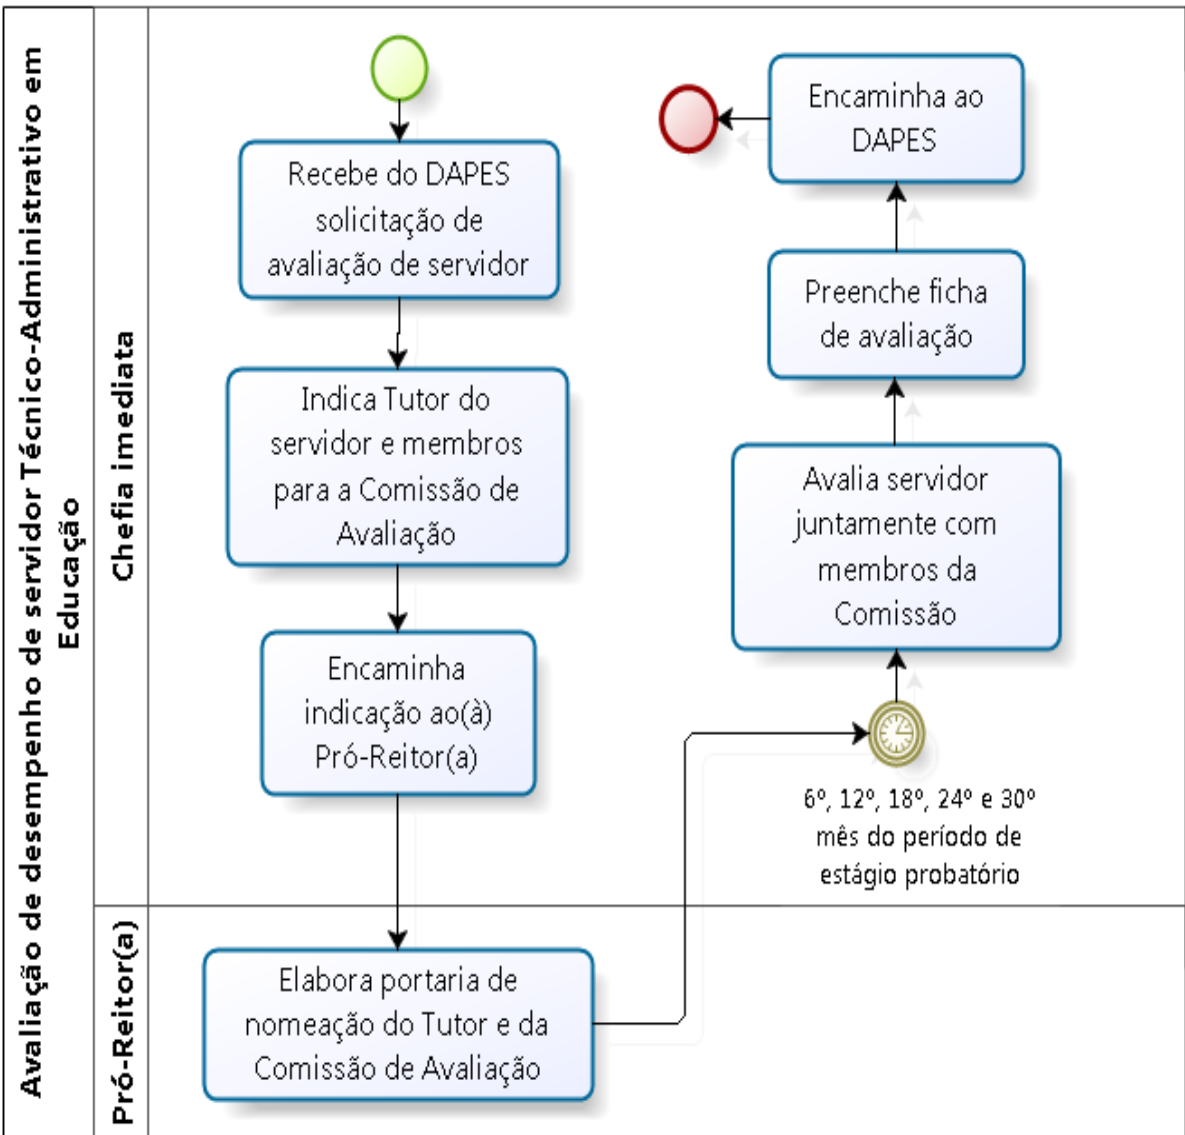 Avaliação de desempenho de servidor Técnico-Administrativo em
Educação
Chefia imediata
Recebe do DAPES
solicitação de
avaliação de servidor
Indica Tutor do
servidor e membros
para a Comissão de
Avaliação
Encaminha
indicação ao(à)
Pró-Reitor(a)
Pró-Reitor(a)
Elabora portaria de
nomeação do Tutor e da
Comissão de Avaliação
6º, 12º, 18º, 24º e 30º
mês do período de
estágio probatório
Avalia servidor
juntamente com
membros da
Comissão
Preenche ficha
de avaliação
Encaminha ao
DAPES